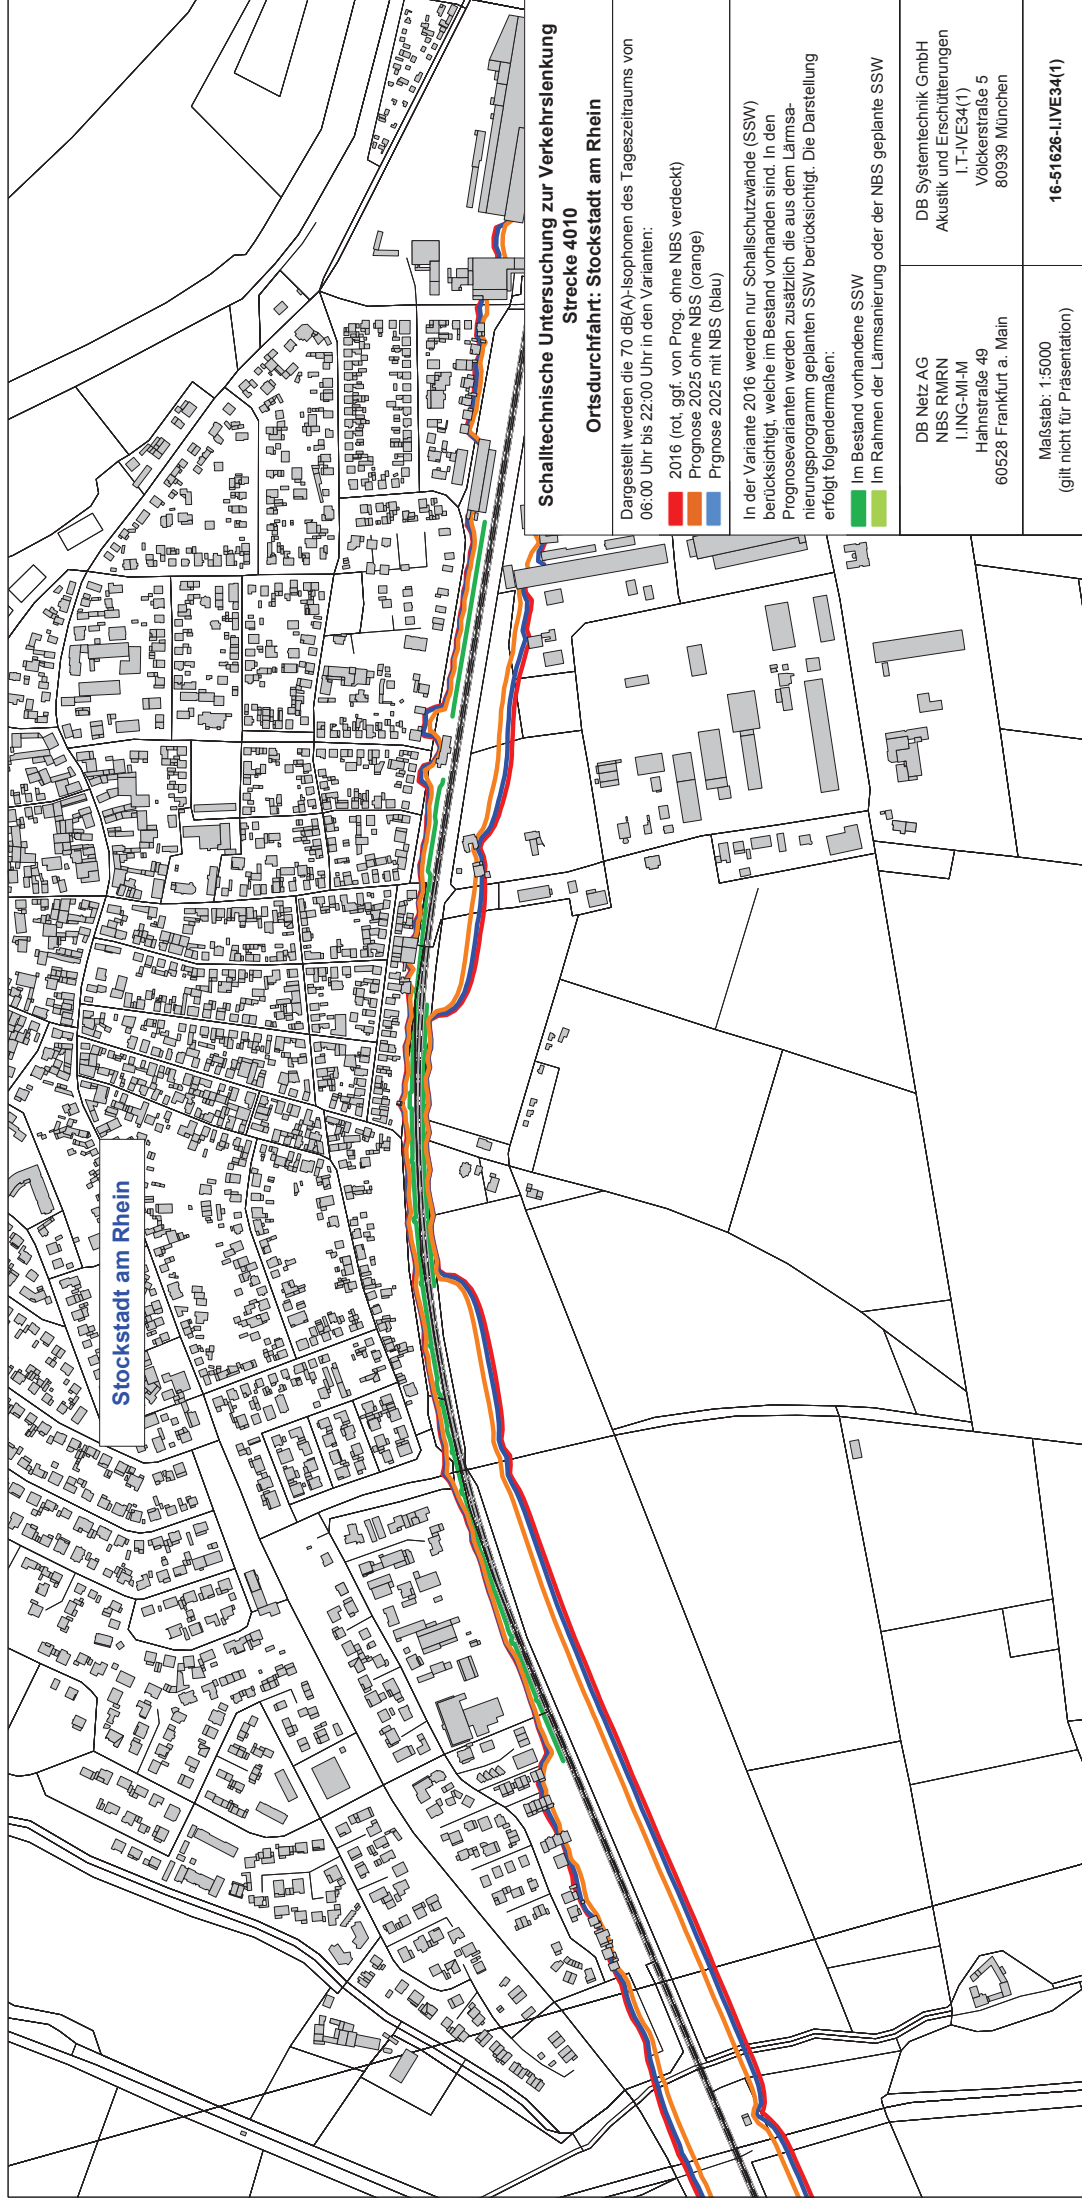 Stockstadt am Rhein
Schalltechnische Untersuchung zur Verkehrslenkung
Strecke 4010
Ortsdurchfahrt: Stockstadt am Rhein
Dargestellt werden die 70 dB(A)-Isophonen des Tageszeitraums von
06:00 Uhr bis 22:00 Uhr in den Varianten:
2016 (rot, ggf. von Prog. ohne NBS verdeckt)
Prognose 2025 ohne NBS (orange)
Prgnose 2025 mit NBS (blau)
In der Variante 2016 werden nur Schallschutzwände (SSW)
berücksichtigt, welche im Bestand vorhanden sind. In den
Prognosevarianten werden zusätzlich die aus dem Lärmsa-
nierungsprogramm geplanten SSW berücksichtigt. Die Darstellung
erfolgt folgendermaßen:
Im Bestand vorhandene SSW
Im Rahmen der Lärmsanierung oder der NBS geplante SSW
DB Netz AG
NBS RMRN
I.ING-MI-M
Hahnstraße 49
60528 Frankfurt a. Main
DB Systemtechnik GmbH
Akustik und Erschütterungen
I.T-IVE34(1)
Völckerstraße 5
80939 München
Maßstab: 1:5000
(gilt nicht für Präsentation)
16-51626-I.IVE34(1)